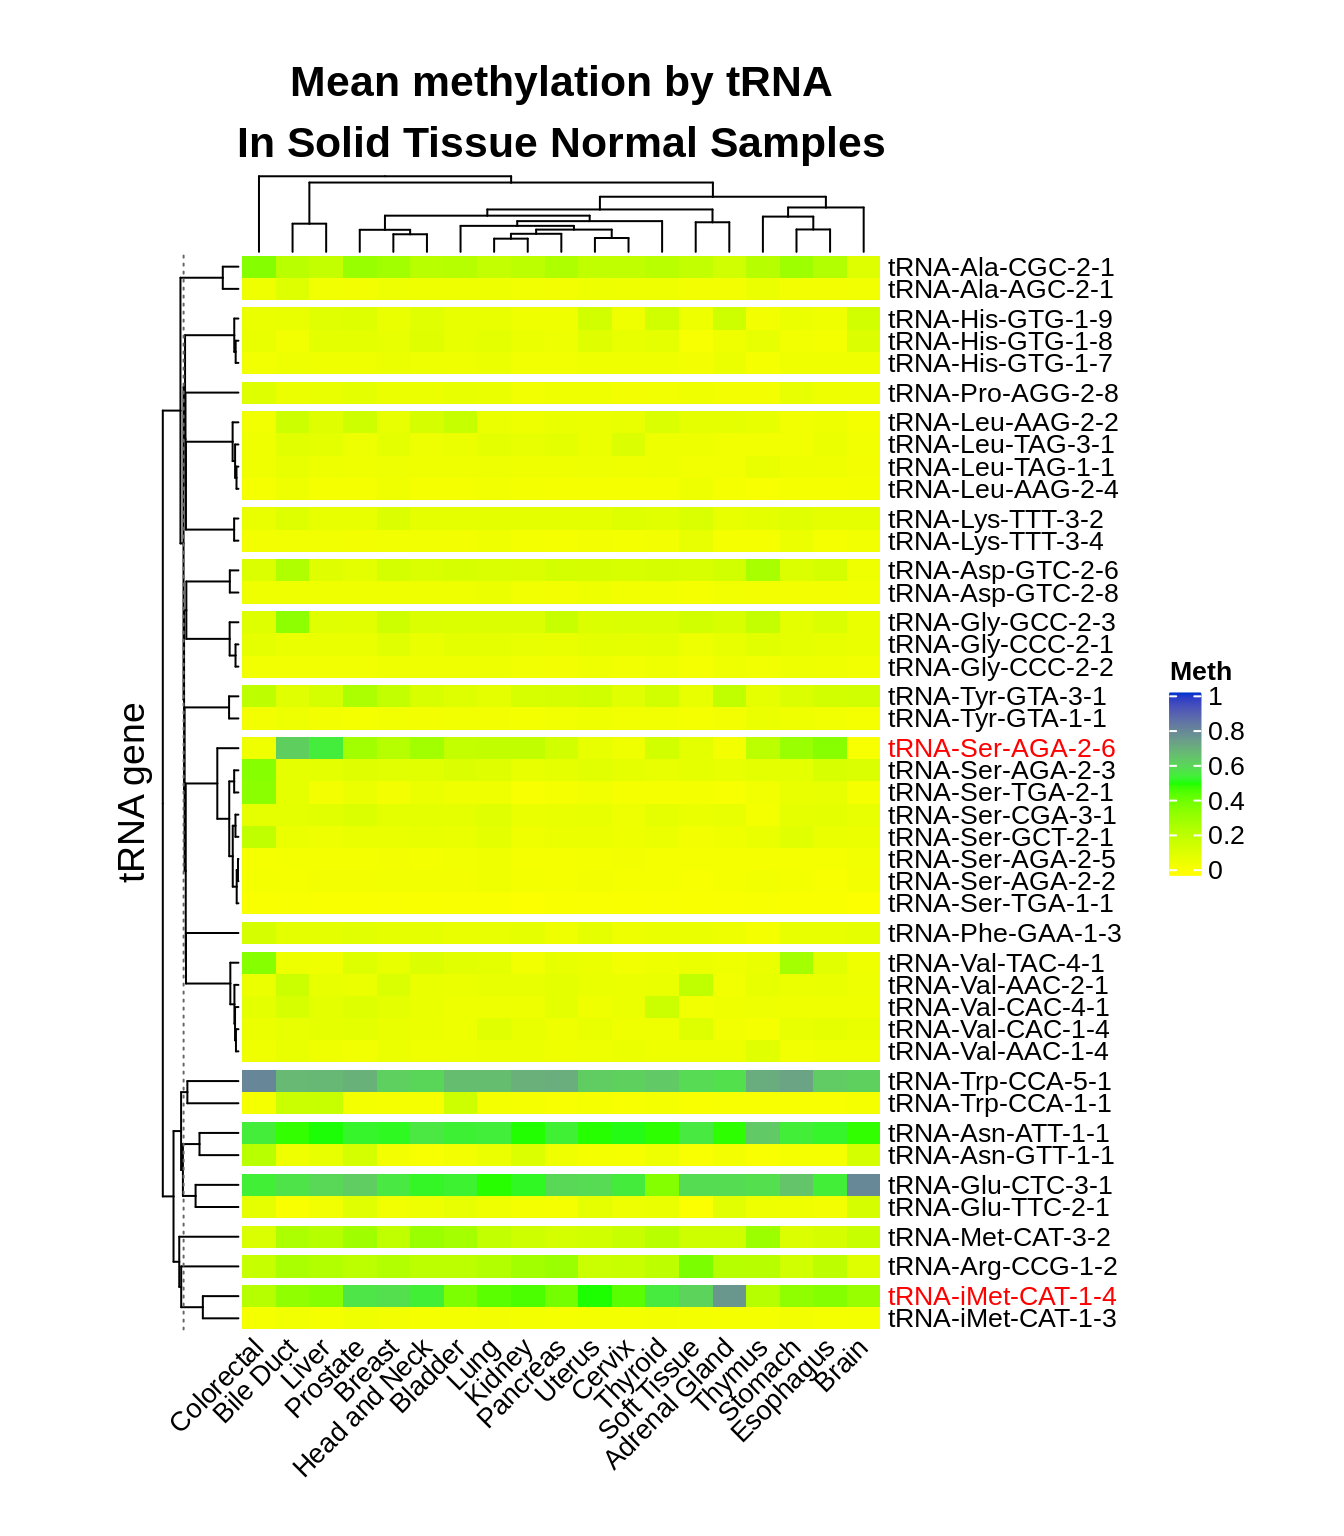 Mean methylation by tRNA
In Solid Tissue Normal Samples
tRNA-Ala-CGC-2-1
tRNA-Ala-AGC-2-1
tRNA-His-GTG-1-9
tRNA-His-GTG-1-8
tRNA-His-GTG-1-7
tRNA-Pro-AGG-2-8
tRNA-Leu-AAG-2-2
tRNA-Leu-TAG-3-1
tRNA-Leu-TAG-1-1
tRNA-Leu-AAG-2-4
tRNA-Lys-TTT-3-2
tRNA-Lys-TTT-3-4
tRNA-Asp-GTC-2-6
tRNA-Asp-GTC-2-8
tRNA-Gly-GCC-2-3
tRNA-Gly-CCC-2-1
tRNA-Gly-CCC-2-2
tRNA-Tyr-GTA-3-1
tRNA-Tyr-GTA-1-1
tRNA-Ser-AGA-2-6
tRNA-Ser-AGA-2-3
tRNA-Ser-TGA-2-1
tRNA-Ser-CGA-3-1
tRNA-Ser-GCT-2-1
tRNA-Ser-AGA-2-5
tRNA-Ser-AGA-2-2
tRNA-Ser-TGA-1-1
tRNA-Phe-GAA-1-3
tRNA-Val-TAC-4-1
tRNA-Val-AAC-2-1
tRNA-Val-CAC-4-1
tRNA-Val-CAC-1-4
tRNA-Val-AAC-1-4
tRNA-Trp-CCA-5-1
tRNA-Trp-CCA-1-1
tRNA-Asn-ATT-1-1
tRNA-Asn-GTT-1-1
tRNA-Glu-CTC-3-1
tRNA-Glu-TTC-2-1
tRNA-Met-CAT-3-2
tRNA-Arg-CCG-1-2
tRNA-iMet-CAT-1-4
tRNA-iMet-CAT-1-3
tRNA gene
Colorectal
Bile Duct
Liver
Prostate
Breast
Head and Neck
Bladder
Lung
Kidney
Pancreas
Uterus
Cervix
Thyroid
Soft Tissue
Adrenal Gland
Thymus
Stomach
Esophagus
Brain
Meth
1
0.8
0.6
0.4
0.2
0